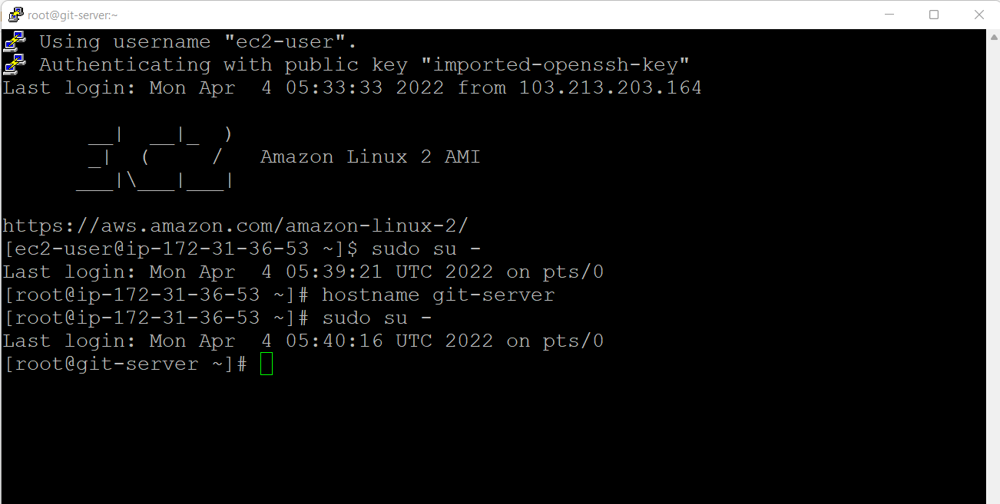 root@git-server:~
Using username "ec2-user".
Authenticating with public key "imported-openssh-key"
Last login: Mon Apr  4 05:33:33 2022 from 103.213.203.164

       __|  __|_  )
       _|  (     /   Amazon Linux 2 AMI
      ___|\___|___|

https://aws.amazon.com/amazon-linux-2/
[ec2-user@ip-172-31-36-53 ~]$ sudo su -
Last login: Mon Apr  4 05:39:21 UTC 2022 on pts/0
[root@ip-172-31-36-53 ~]# hostname git-server
[root@ip-172-31-36-53 ~]# sudo su -
Last login: Mon Apr  4 05:40:16 UTC 2022 on pts/0
[root@git-server ~]#